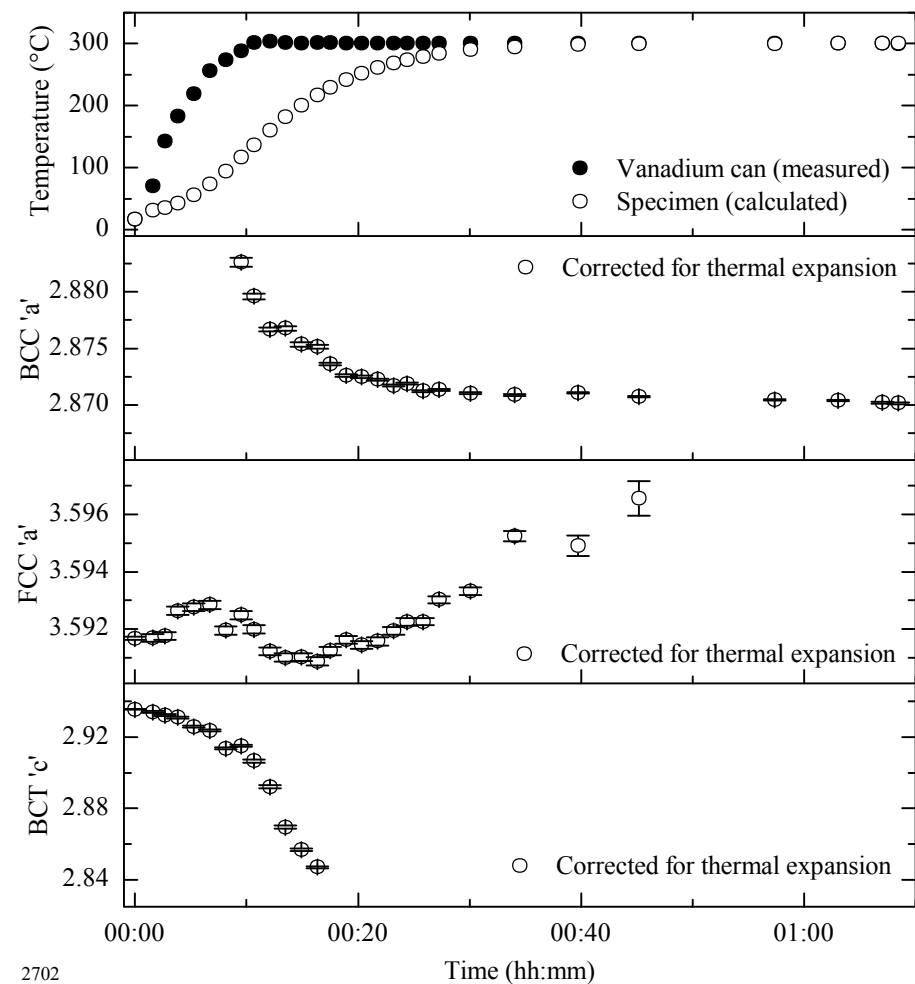 Temperature (°C)
300
200
100
0
Vanadium can (measured)
Specimen (calculated)
BCC 'a'
2.880
2.875
2.870
Corrected for thermal expansion
FCC 'a'
3.596
3.594
3.592
Corrected for thermal expansion
BCT 'c'
2.92
2.88
2.84
Corrected for thermal expansion
00:00 00:20 00:40 01:00
Time (hh:mm)
2702